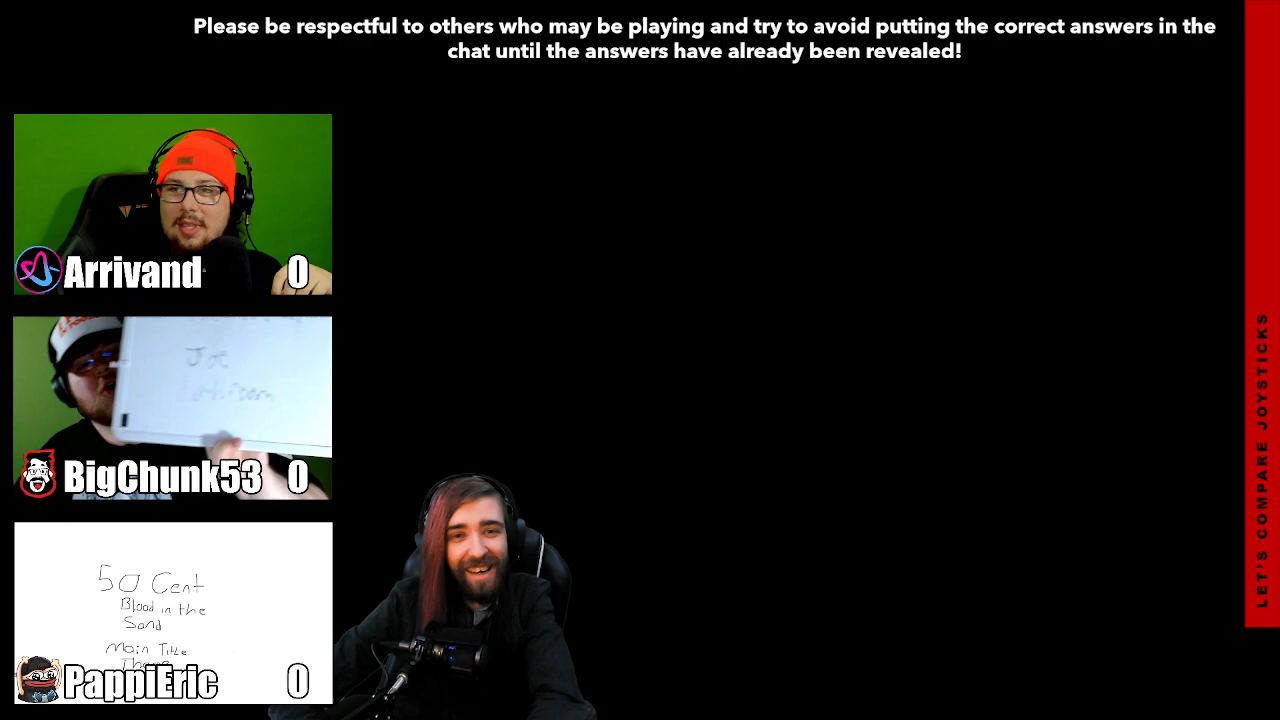 Please be respectful to others who may be playing and try to avoid putting the correct answers in the
chat until the answers have already been revealed!
Arrivand 0
Joe
BigChunk53 0
50 Cent
Blood in the
Sand
Main Title
PappiEric 0
LET'S COMPARE JOYSTICKS